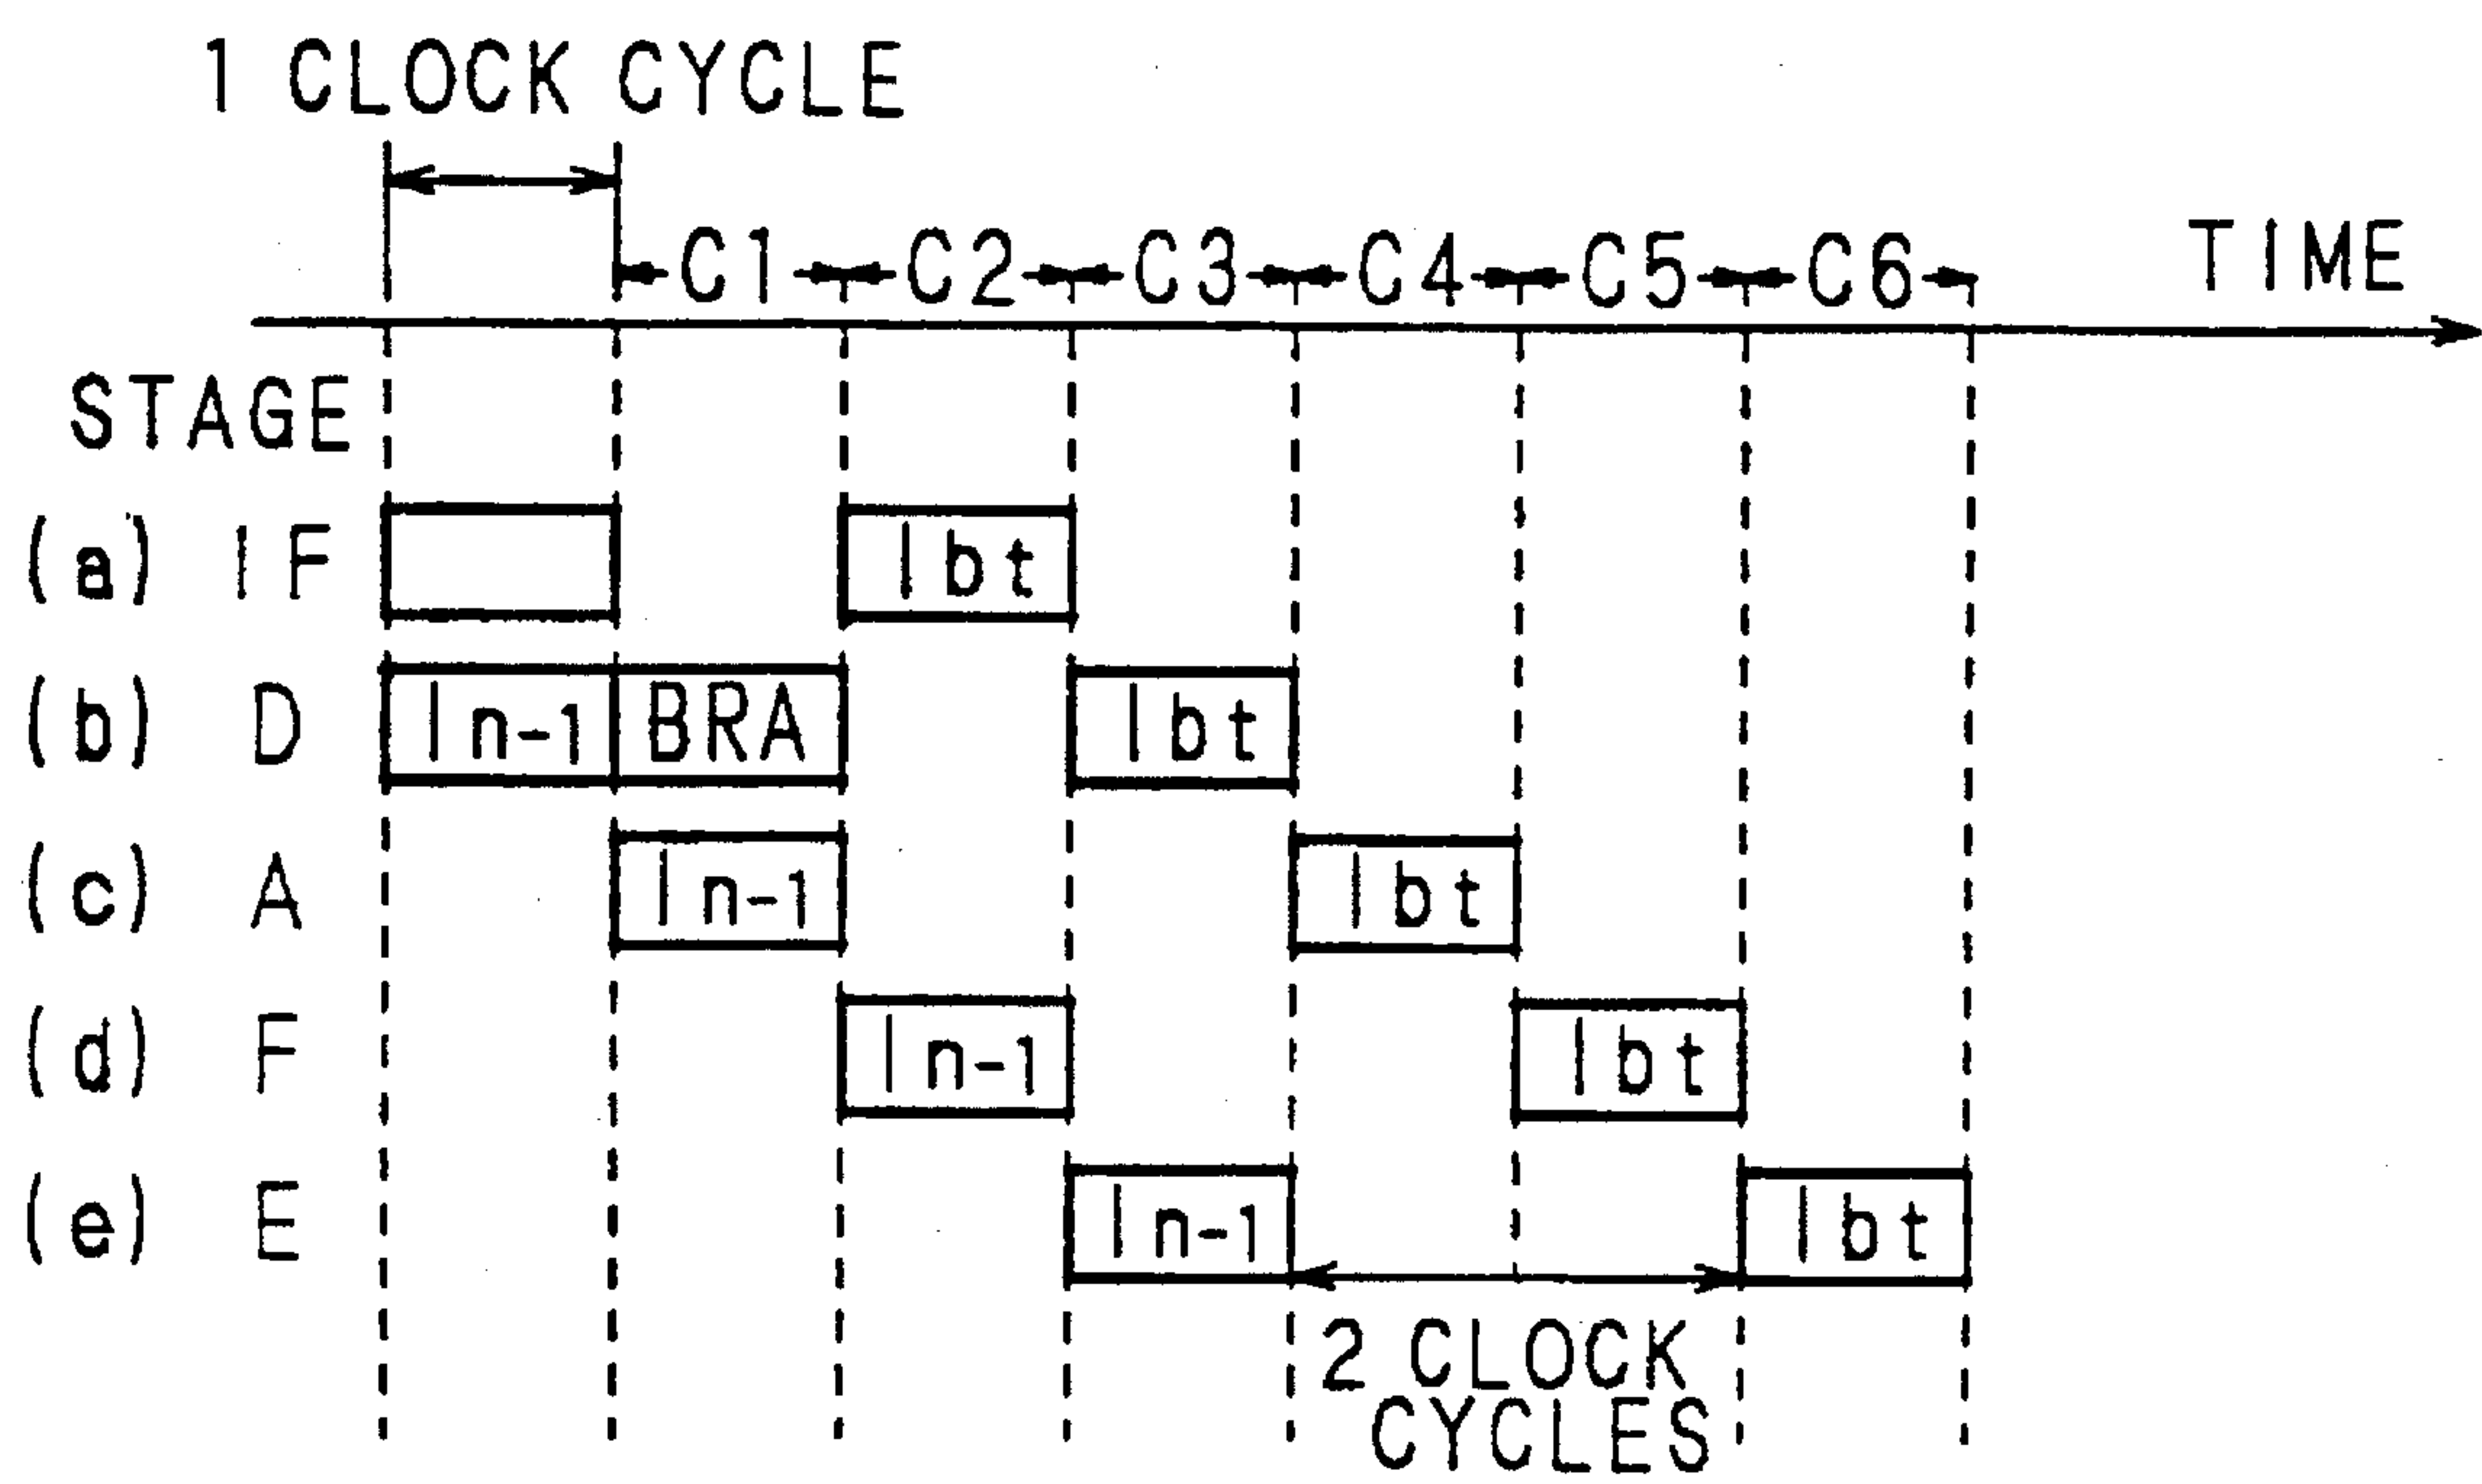 1 CLOCK CYCLE
C1 C2 C3 C4 C5 C6 TIME
STAGE
(a) IF Ibt
(b) D In-1 BRA Ibt
(c) A In-1 Ibt
(d) F In-1 Ibt
(e) E In-1 Ibt
2 CLOCK
CYCLES